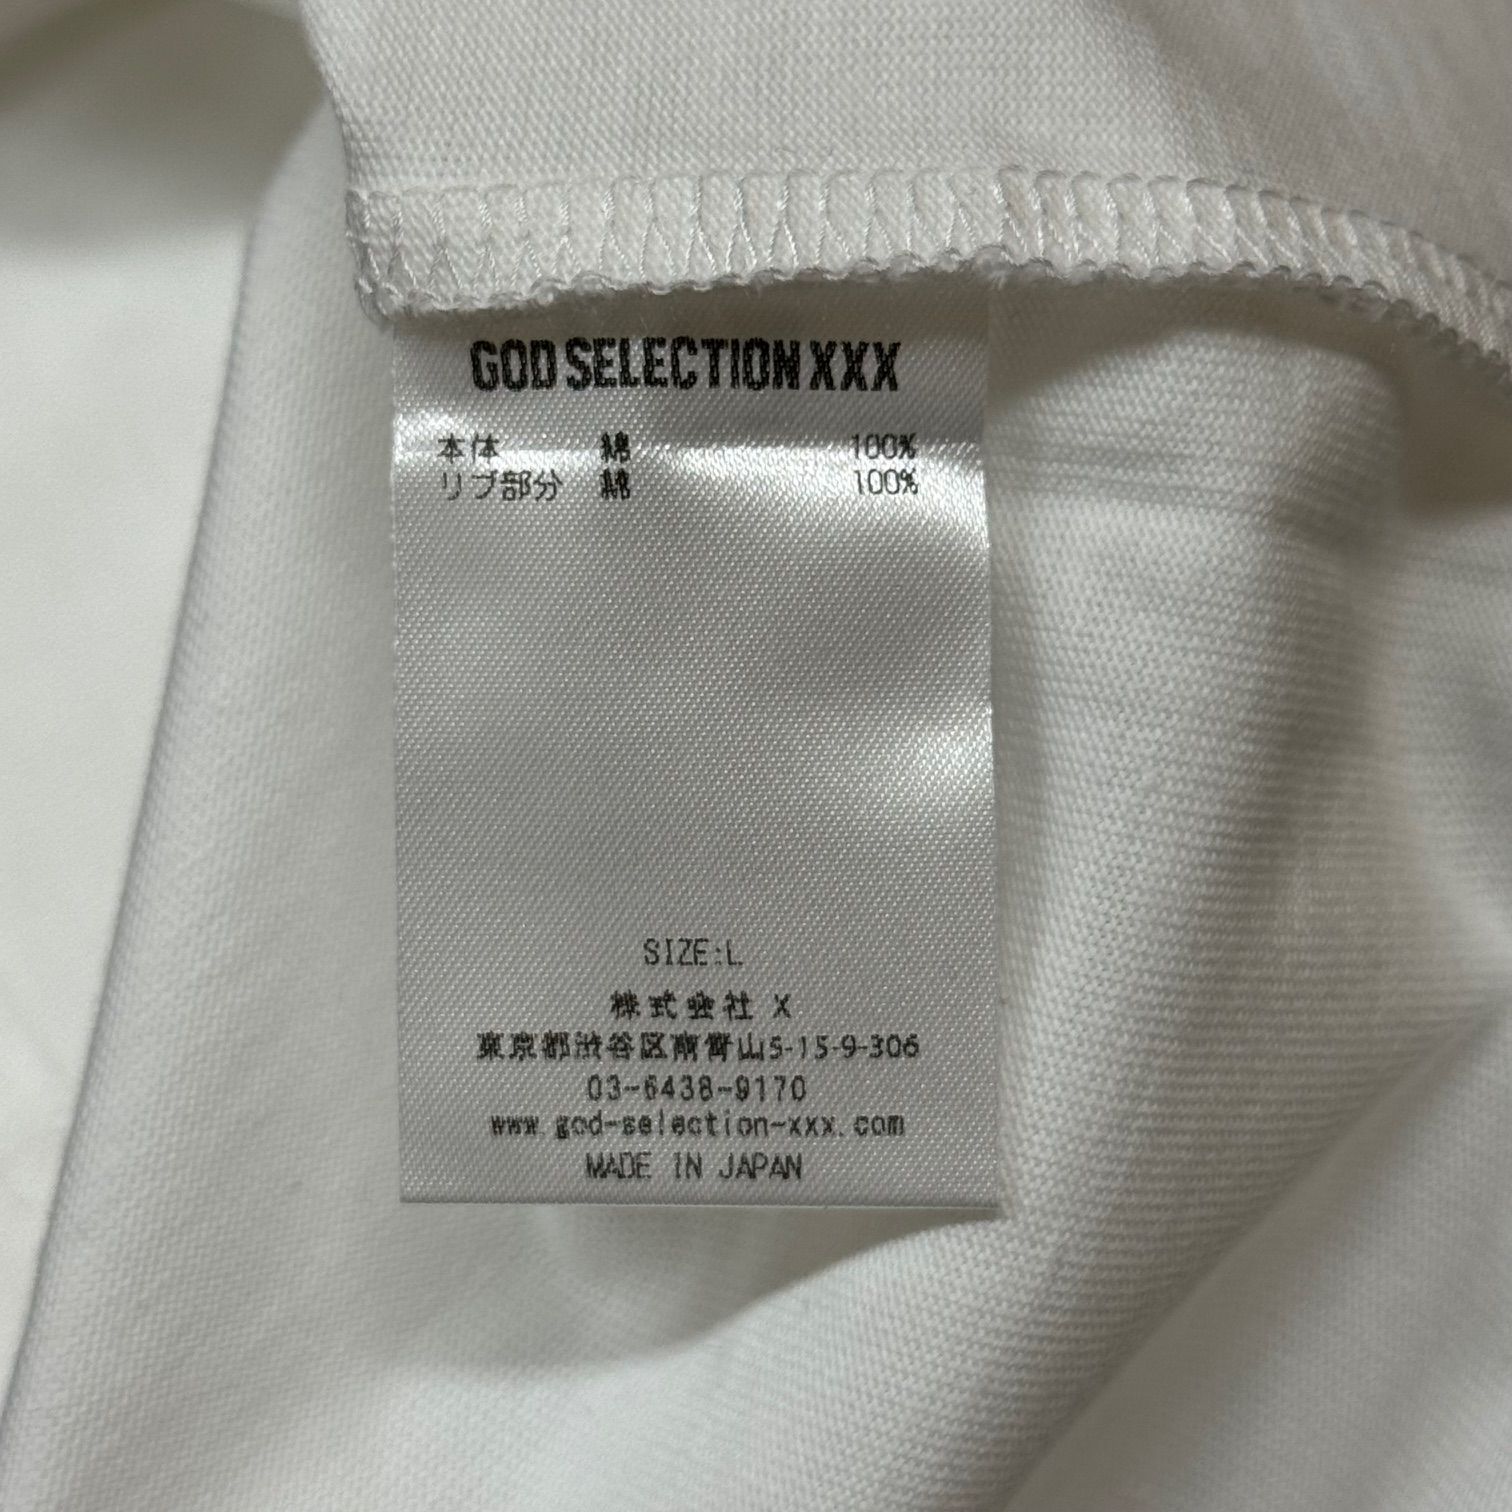 GOD SELECTION XXX
本体 綿 100%
リブ部分 綿 100%
SIZE:L
株式会社 X
東京都渋谷区南青山5-15-9-306
03-6438-9170
www.god-selection-xxx.com
MADE IN JAPAN